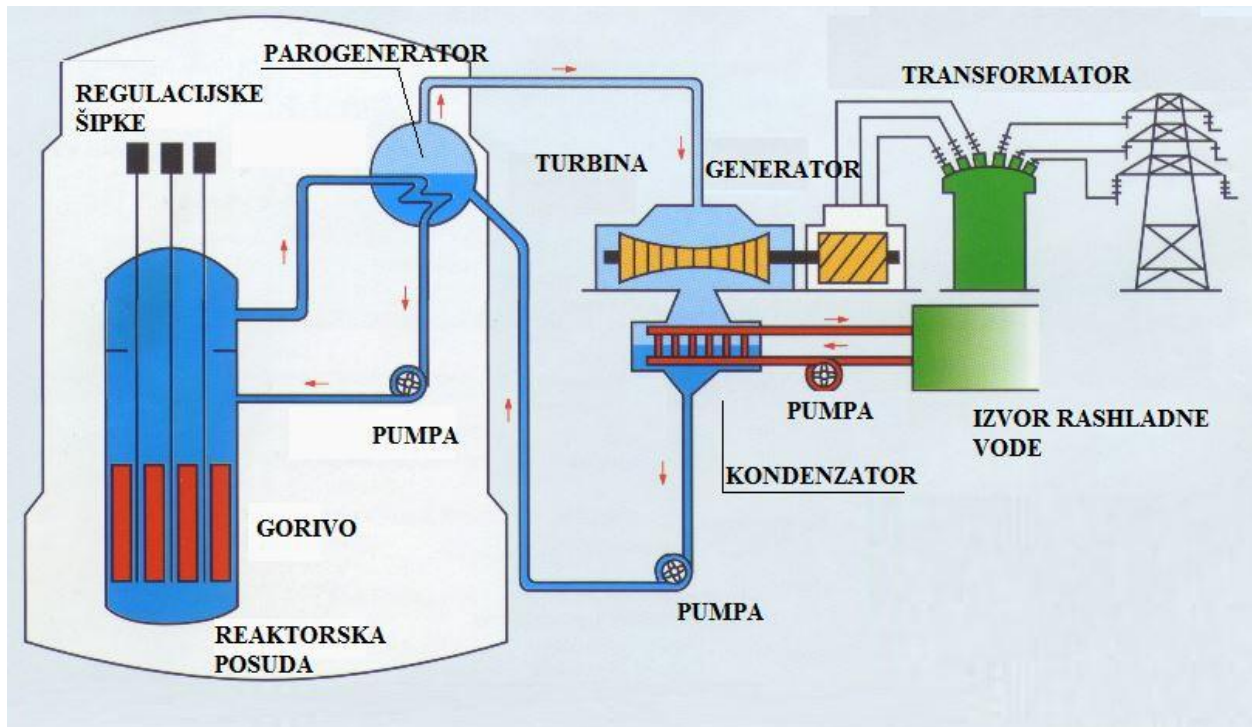 PAROGENERATOR
REGULACIJSKE
ŠIPKE
TRANSFORMATOR
TURBINA
GENERATOR
PUMPA
PUMPA
IZVOR RASHLADNE
VODE
KONDENZATOR
GORIVO
PUMPA
REAKTORSKA
POSUDA